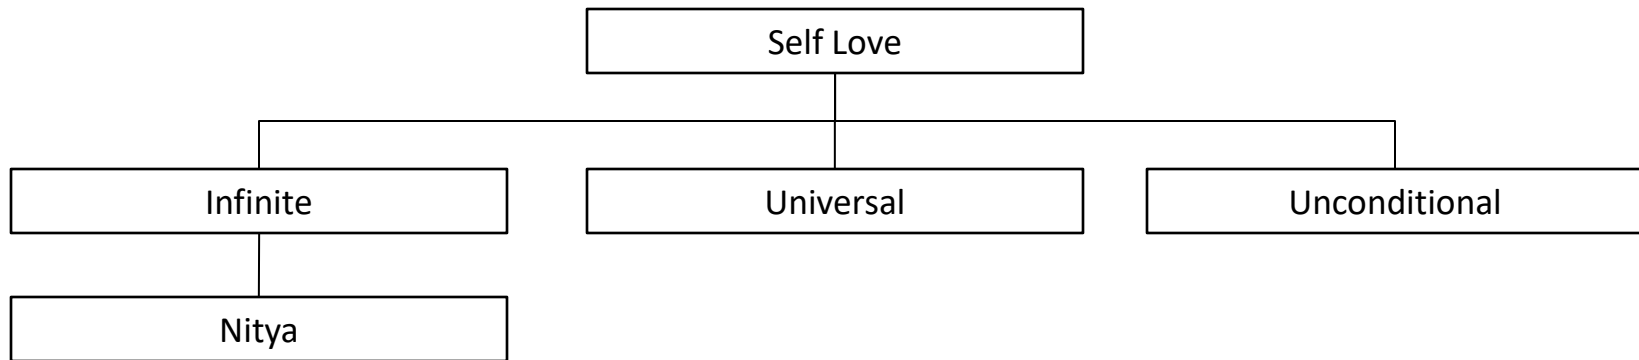 Self Love
Infinite
Universal
Unconditional
Nitya